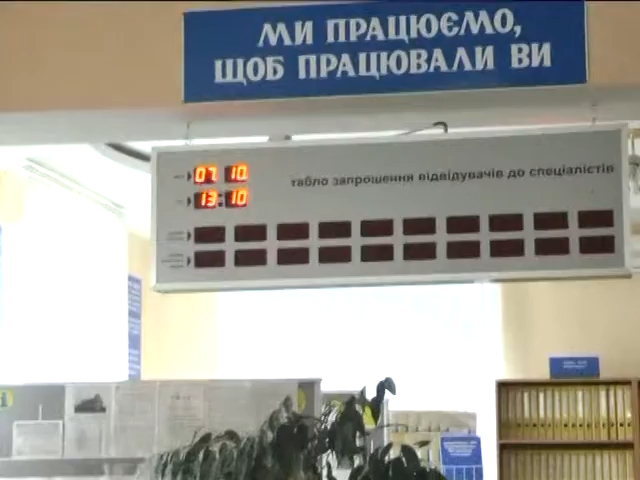 МИ ПРАЦЮЄМО,
ЩОБ ПРАЦЮВАЛИ ВИ
07 10
табло запрошення відвідувачів до спеціалістів
13:10